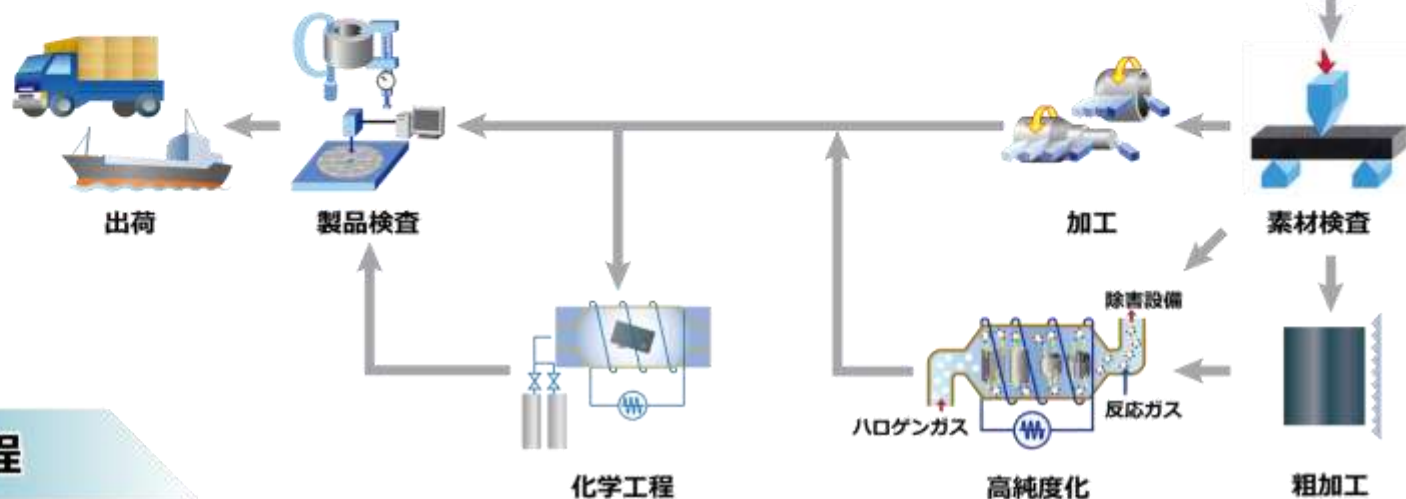 出荷
製品検査
加工
素材検査
除害設備
ハロゲンガス
反応ガス
程
化学工程
高純度化
粗加工